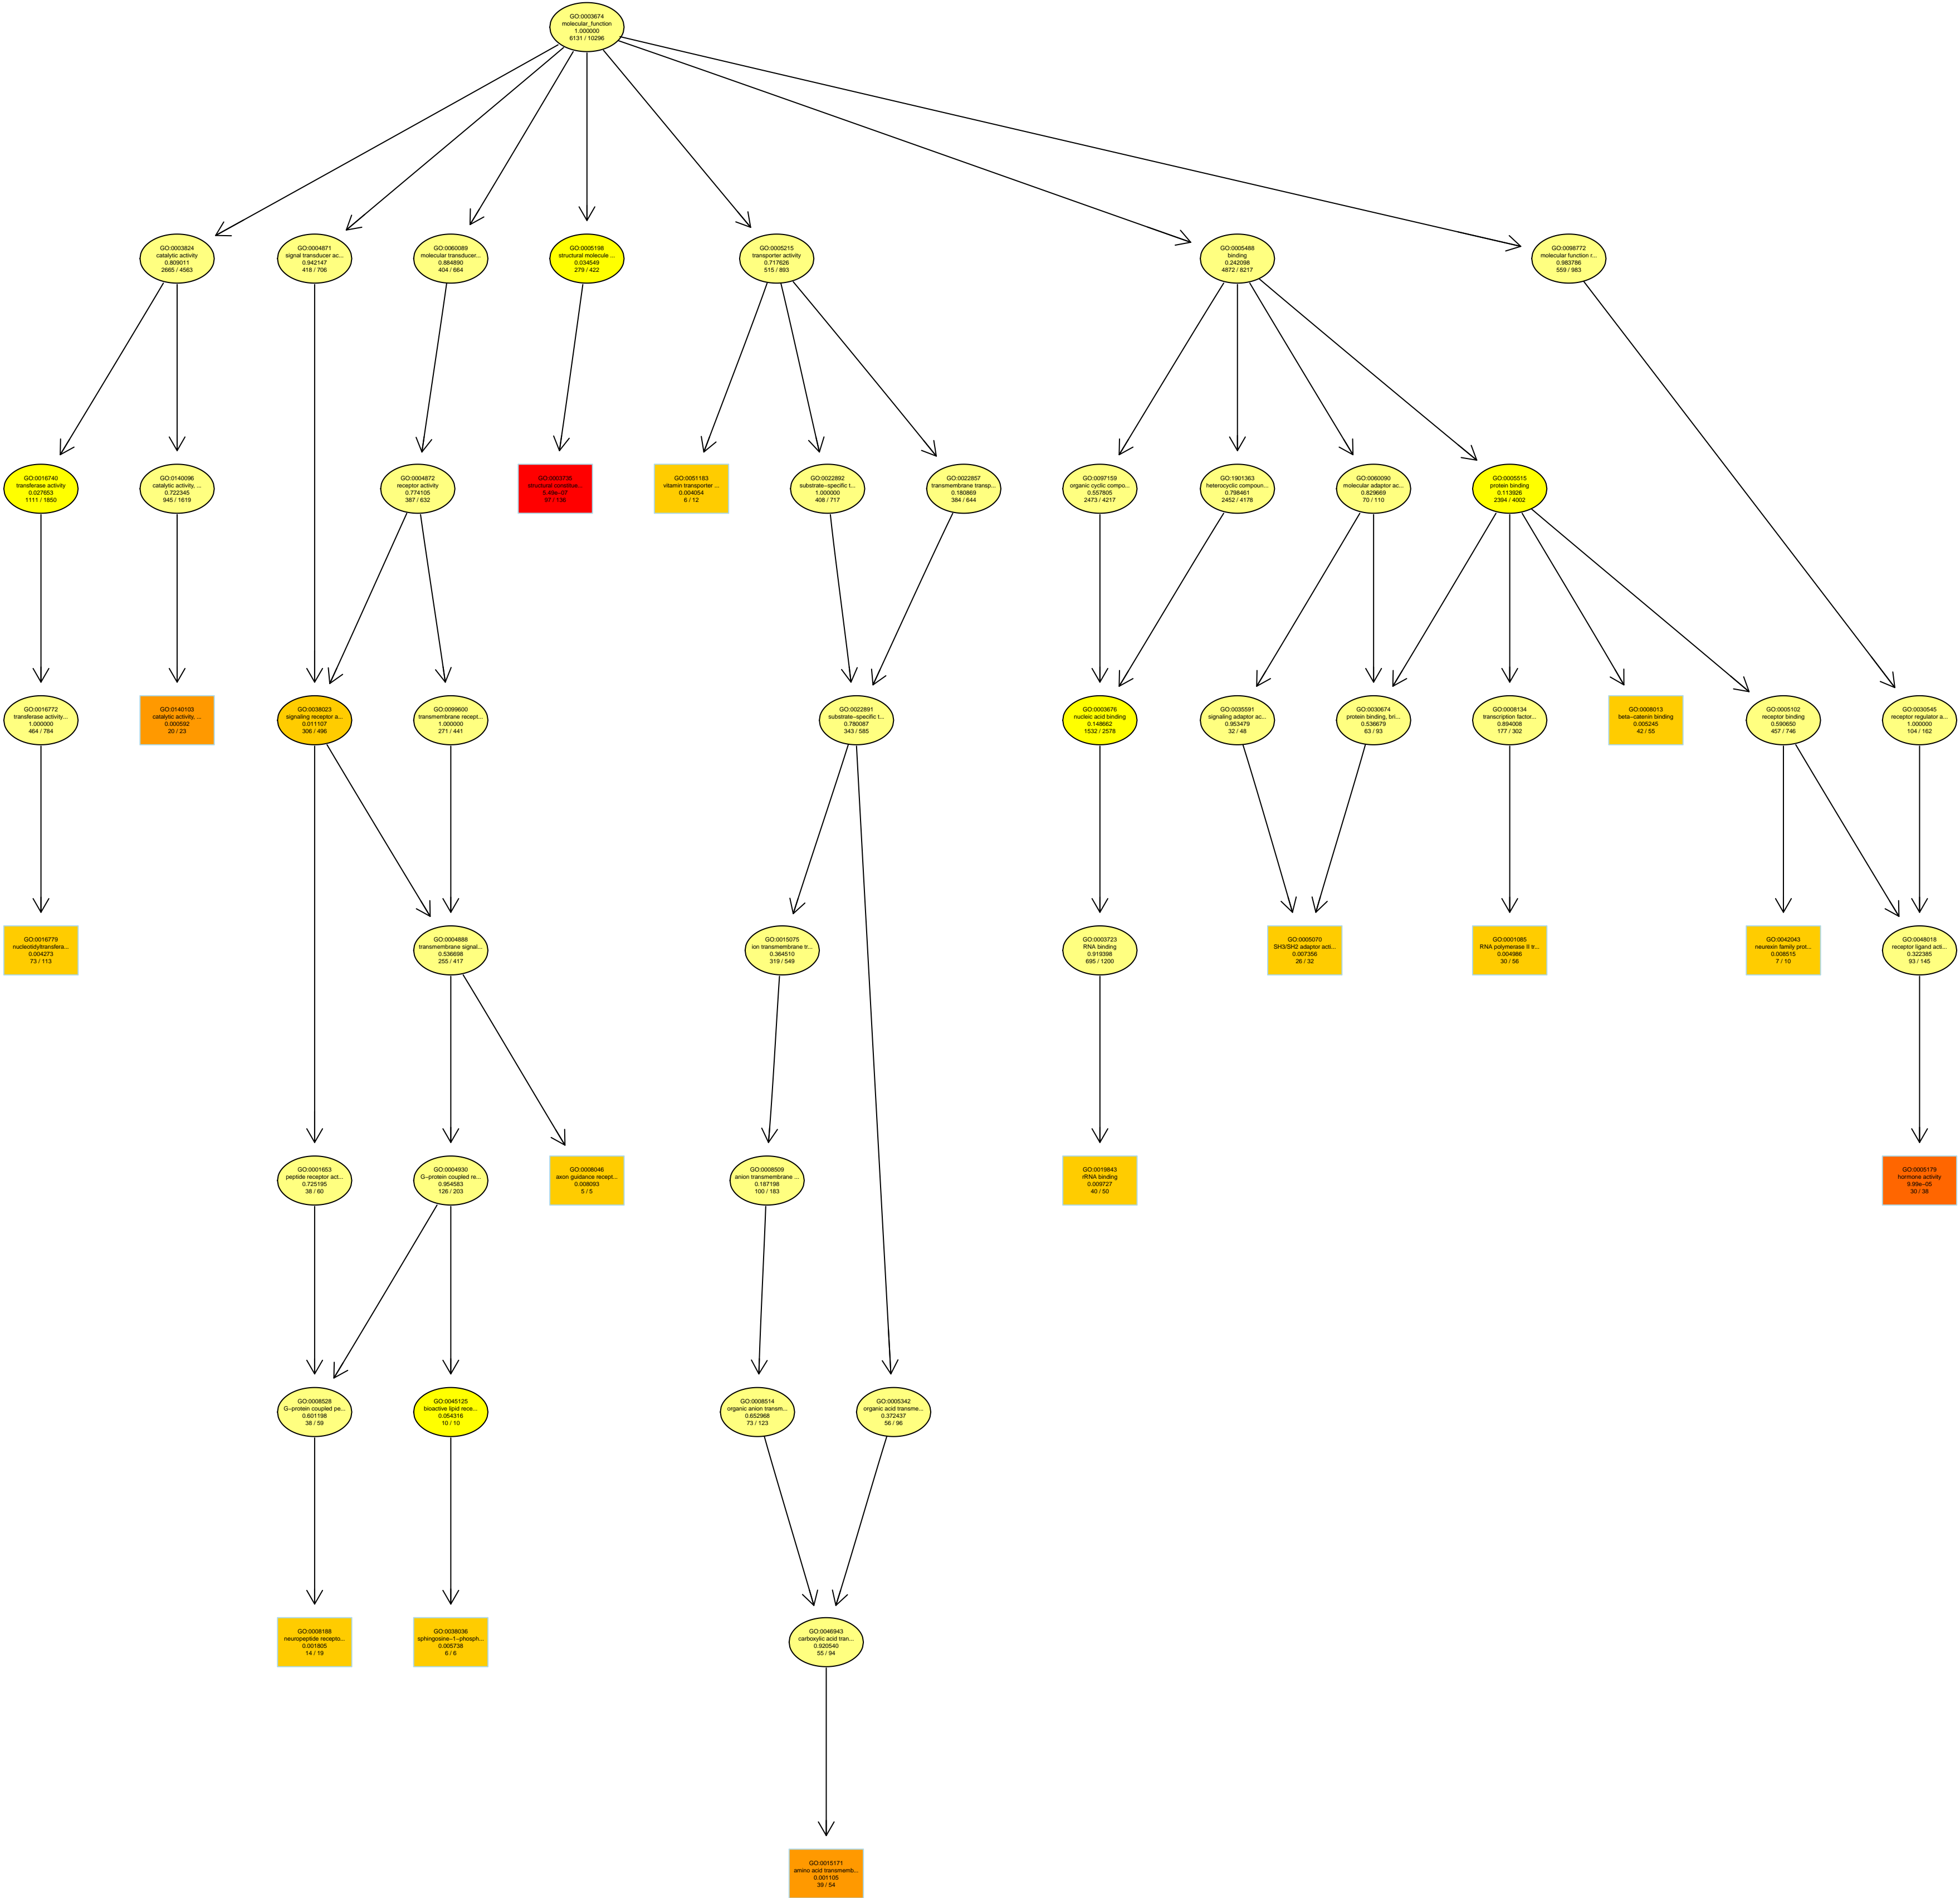 GO:0003674
molecular_function
1.000000
6131 / 10296
GO:0003824
catalytic activity
0.809011
2665 / 4563
GO:0004871
signal transducer ac...
0.942147
418 / 706
GO:0060089
molecular transducer...
0.884890
404 / 664
GO:0005198
structural molecule ...
0.034549
279 / 422
GO:0005215
transporter activity
0.717626
515 / 893
GO:0005488
binding
0.242098
4872 / 8217
GO:0098772
molecular function r...
0.983786
559 / 983
GO:0016740
transferase activity
0.027653
1111 / 1850
GO:0140096
catalytic activity, ...
0.722345
945 / 1619
GO:0004872
receptor activity
0.774105
387 / 632
GO:0003735
structural constitue...
GO:0051183
vitamin transporter ...
0.004054
6 / 12
GO:0022892
substrate−specific t...
1.000000
408 / 717
GO:0022857
transmembrane transp...
0.180869
384 / 644
GO:0097159
organic cyclic compo...
0.557805
2473 / 4217
GO:1901363
heterocyclic compoun...
0.798461
2452 / 4178
GO:0060090
molecular adaptor ac...
0.829669
70 / 110
GO:0005515
protein binding
0.113926
2394 / 4002
GO:0016772
transferase activity...
1.000000
464 / 784
GO:0140103
catalytic activity, ...
0.000592
20 / 23
GO:0038023
signaling receptor a...
0.011107
306 / 496
GO:0099600
transmembrane recept...
1.000000
271 / 441
GO:0022891
substrate−specific t...
0.780087
343 / 585
GO:0003676
nucleic acid binding
0.148662
1532 / 2578
GO:0035591
signaling adaptor ac...
0.953479
32 / 48
GO:0030674
protein binding, bri...
0.536679
63 / 93
GO:0008134
transcription factor...
0.894008
177 / 302
GO:0008013
beta−catenin binding
0.005245
42 / 55
GO:0005102
receptor binding
0.590650
457 / 746
GO:0030545
receptor regulator a...
1.000000
104 / 162
GO:0016779
nucleotidyltransfera...
0.004273
73 / 113
GO:0004888
transmembrane signal...
0.536698
255 / 417
GO:0015075
ion transmembrane tr...
0.364510
319 / 549
GO:0003723
RNA binding
0.919398
695 / 1200
GO:0005070
SH3/SH2 adaptor acti...
0.007356
26 / 32
GO:0001085
RNA polymerase II tr...
0.004986
30 / 56
GO:0042043
neurexin family prot...
0.008515
7 / 10
GO:0048018
receptor ligand acti...
0.322385
93 / 145
GO:0001653
peptide receptor act...
0.725195
38 / 60
GO:0004930
G−protein coupled re...
0.954583
126 / 203
GO:0008046
axon guidance recept...
0.008093
5 / 5
GO:0008509
anion transmembrane ...
0.187198
100 / 183
GO:0019843
rRNA binding
0.009727
40 / 50
GO:0005179
hormone activity
9.99e−05
30 / 38
GO:0008528
G−protein coupled pe...
0.601198
38 / 59
GO:0045125
bioactive lipid rece...
0.054316
10 / 10
GO:0008514
organic anion transm...
0.652968
73 / 123
GO:0005342
organic acid transme...
0.372437
56 / 96
GO:0008188
neuropeptide recepto...
0.001805
14 / 19
GO:0038036
sphingosine−1−phosph...
0.005738
6 / 6
GO:0046943
carboxylic acid tran...
0.920540
55 / 94
GO:0015171
amino acid transmemb...
0.001105
39 / 54